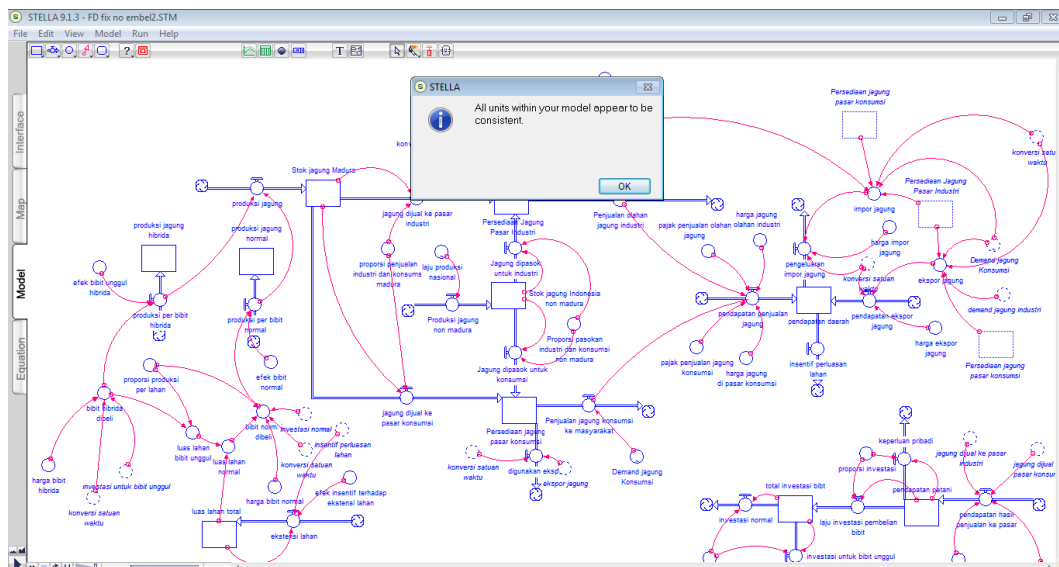 STELLA 9.1.3 - FD fix no embel2.STM
File Edit View Model Run Help
T
Interface
Map
Model
Equation
STELLA
All units within your model appear to be
consistent.
OK
Persediaan jagung
pasar konsumsi
konversi satu
waktu
Stok jagung Madura
produksi jagung
jagung dijual ke pasar
industri
Persediaan Jagung
Pasar Industri
Penjualan olahan
jagung industri
pajak penjualan olahan
jagung
harga jagung
olahan industri
impor jagung
Persediaan Jagung
Pasar Industri
produksi jagung
hibrida
produksi jagung
normal
proporsi penjualan
industri dan konsums
madura
laju produksi
nasional
Jagung dipasok
untuk industri
pengeluaran
impor jagung
harga impor
jagung
Demand jagung
Konsumsi
ekspor jagung
efek bibit unggul
hibrida
konversi satuan
waktu
produksi per bibit
hibrida
produksi per bibit
normal
Produksi jagung
non madura
Stok jagung Indonesia
non madura
Proporsi pasokan
industri dan konsumsi
non madura
pendapatan penjualan
jagung
pendapatan daerah
pendapatan ekspor
jagung
demand jagung industri
harga ekspor
jagung
efek bibit
normal
Jagung dipasok untuk
konsumsi
pajak penjualan jagung
konsumsi
harga jagung
di pasar konsumsi
insentif perluasan
lahan
Persediaan jagung
pasar konsumsi
proporsi produksi
per lahan
bibit hibrida
dibeli
bibit norm
dibeli
investasi nomal
insentif perluasan
lahan
jagung dijual ke
pasar konsumsi
Persediaan jagung
pasar konsumsi
Penjualan jagung konsumsi
ke masyarakat
luas lahan
bibit unggul
luas lahan
normal
konversi satuan
waktu
konversi satuan
waktu
digunakan eksp
ekspor jagung
Demand jagung
Konsumsi
harga bibit
hibrida
investasi untuk bibit unggul
konversi satuan
waktu
harga bibit normal
efek insentif terhadap
ekstensi lahan
luas lahan total
ekstensi lahan
keperluan pribadi
proporsi investasi
jagung dijual ke pasar
industri
jagung dijual
pasar konsur
total investasi bibt
pendapatan petani
investasi normal
laju investasi pembelian
bibit
pendapatan hasil
penjualan ke pasar
investasi untuk bibit unggul